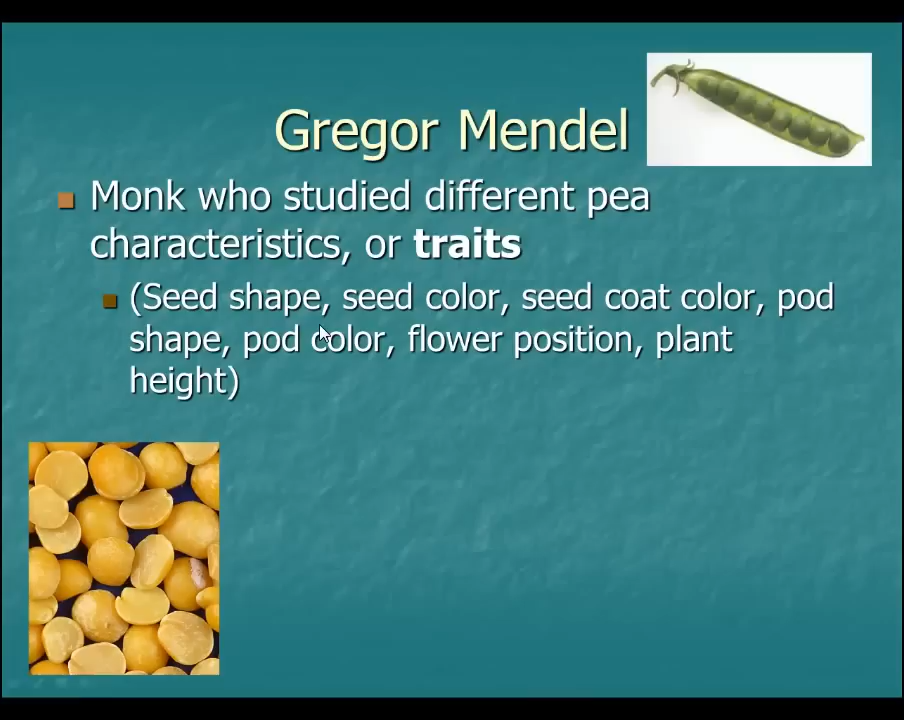 Gregor Mendel
Monk who studied different pea
characteristics, or traits
(Seed shape, seed color, seed coat color, pod
shape, pod color, flower position, plant
height)